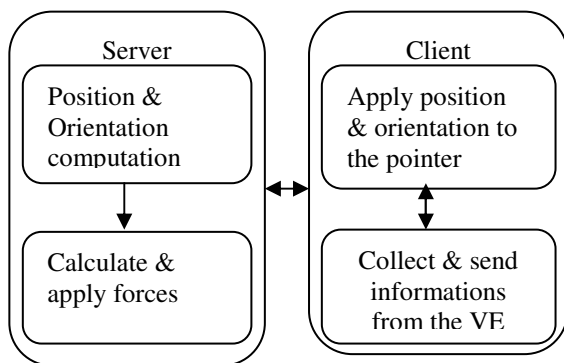 Server
Position &
Orientation
computation
Calculate &
apply forces
Client
Apply position
& orientation to
the pointer
Collect & send
informations
from the VE